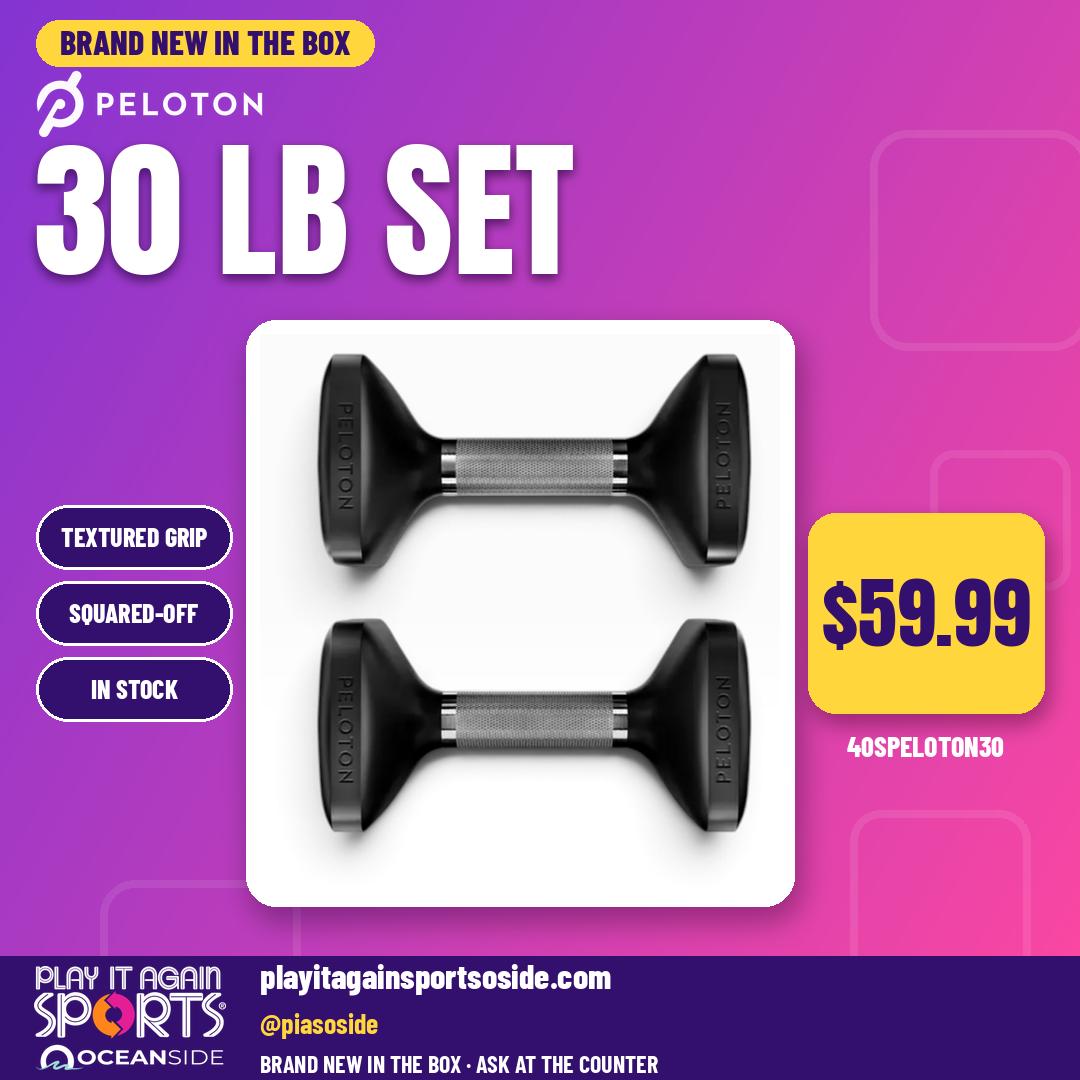 BRAND NEW IN THE BOX
PELOTON
30 LB SET
PELOTON
PELOTON
TEXTURED GRIP
SQUARED-OFF
IN STOCK
PELOTON
PELOTON
$59.99
40SPELOTON30
PLAY IT AGAIN
SPORTS®
OCEANSIDE
playitagainsportsoside.com
@piasoside
BRAND NEW IN THE BOX · ASK AT THE COUNTER